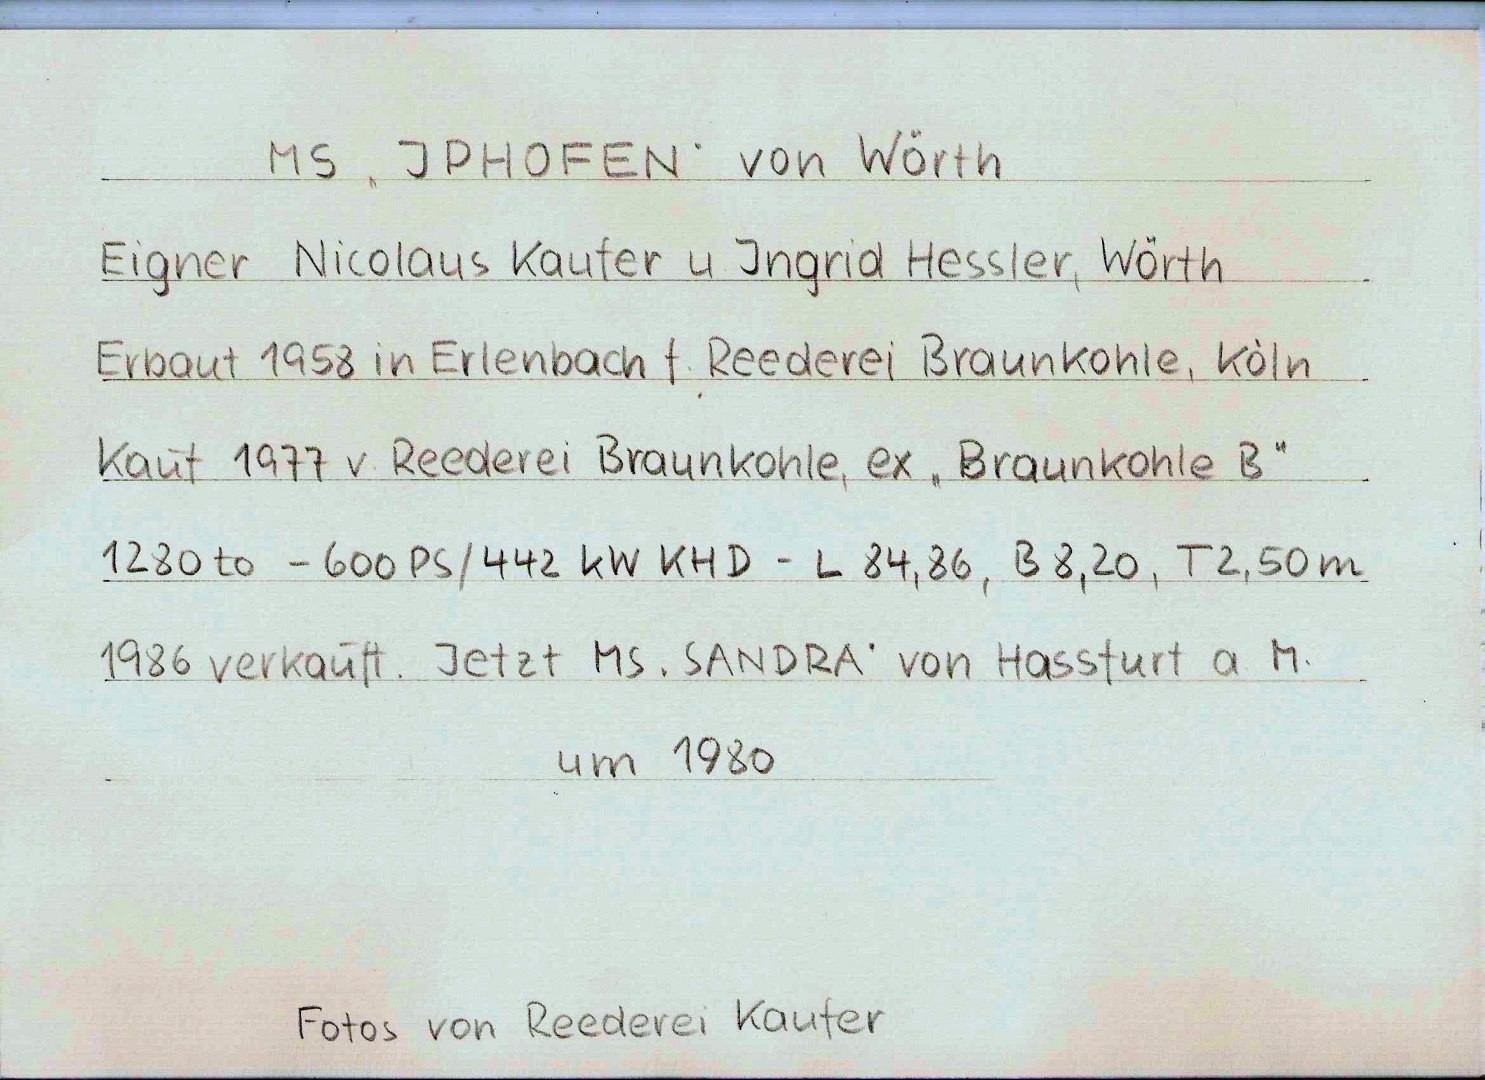 MS „JPHOFEN" von Wörth
Eigner Nicolaus Kaufer u. Ingrid Hessler, Wörth
Erbaut 1958 in Erlenbach f. Reederei Braunkohle, Köln
Kauf 1977 v. Reederei Braunkohle, ex „Braunkohle B"
1280 to - 600 PS/442 kW KHD - L 84,86, B 8,20, T 2,50 m
1986 verkauft. Jetzt MS „SANDRA" von Hassfurt a M.
um 1980
Fotos von Reederei Kaufer